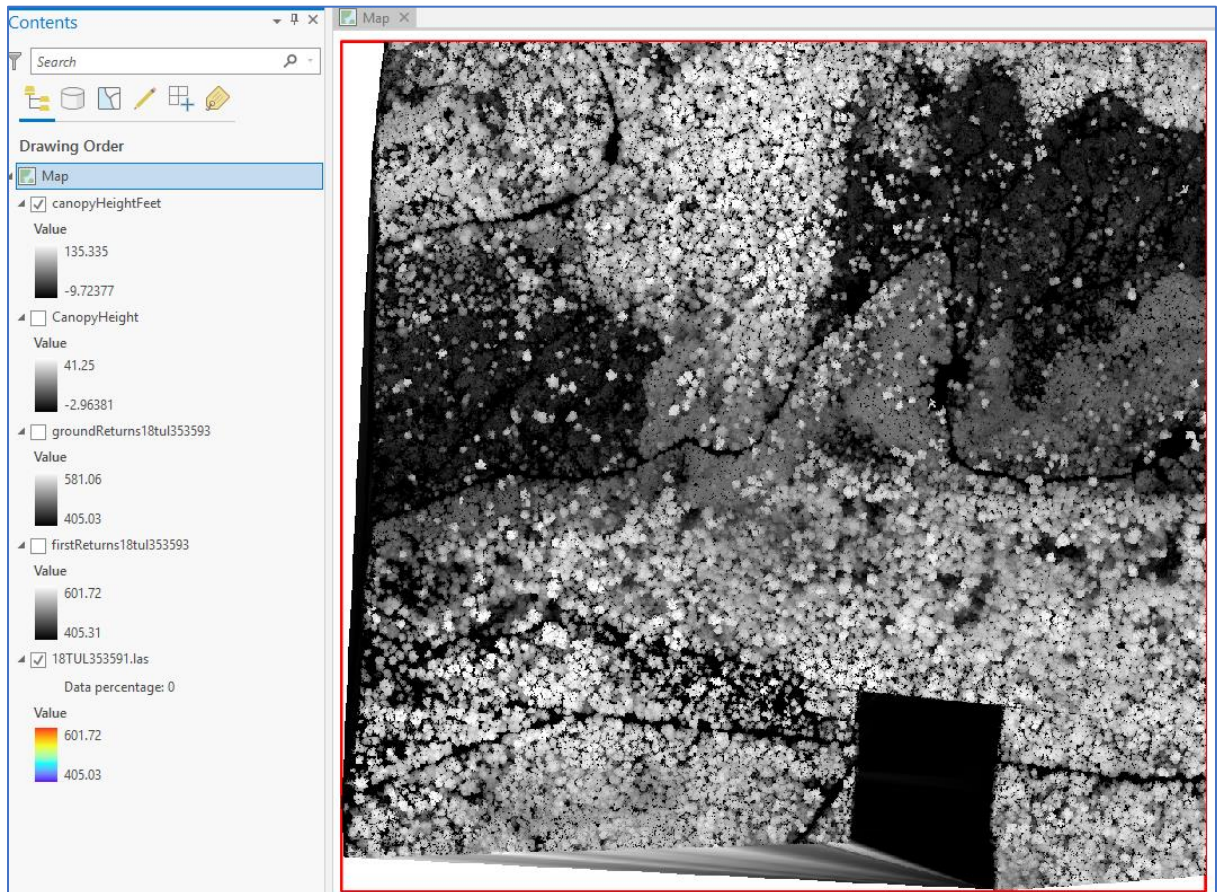 Contents
Map
Search
Drawing Order
Map
canopyHeightFeet
Value
135.335
-9.72377
CanopyHeight
Value
41.25
-2.96381
groundReturns18tul353593
Value
581.06
405.03
firstReturns18tul353593
Value
601.72
405.31
18TUL353591.las
Data percentage: 0
Value
601.72
405.03